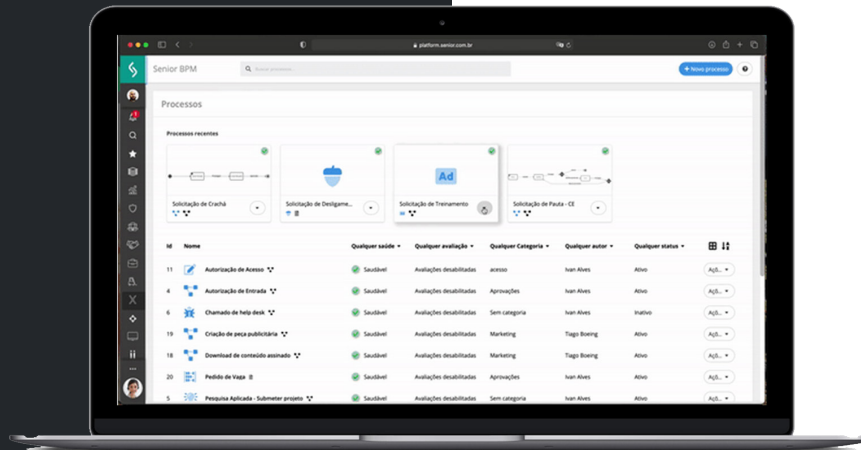 platform.senior.com.br
Senior BPM
Buscar processos
+ Novo processo
Processos
Processos recentes
Ad
Solicitação de Crachá
Solicitação de Desligame...
Solicitação de Treinamento
Solicitação de Pauta - CE
Id Nome Qualquer saúde Qualquer avaliação Qualquer Categoria Qualquer autor Qualquer status
11 Autorização de Acesso Saudável Avaliações desabilitadas acesso Ivan Alves Ativo Açõ...
4 Autorização de Entrada Saudável Avaliações desabilitadas Aprovações Ivan Alves Ativo Açõ...
6 Chamado de help desk Saudável Avaliações desabilitadas Sem categoria Ivan Alves Inativo Açõ...
19 Criação de peça publicitária Saudável Avaliações desabilitadas Marketing Tiago Boeing Ativo Açõ...
18 Download de conteúdo assinado Saudável Avaliações desabilitadas Marketing Tiago Boeing Ativo Açõ...
20 Pedido de Vaga Saudável Avaliações desabilitadas Aprovações Ivan Alves Ativo Açõ...
5 Pesquisa Aplicada - Submeter projeto Saudável Avaliações desabilitadas Sem categoria Ivan Alves Ativo Açõ...